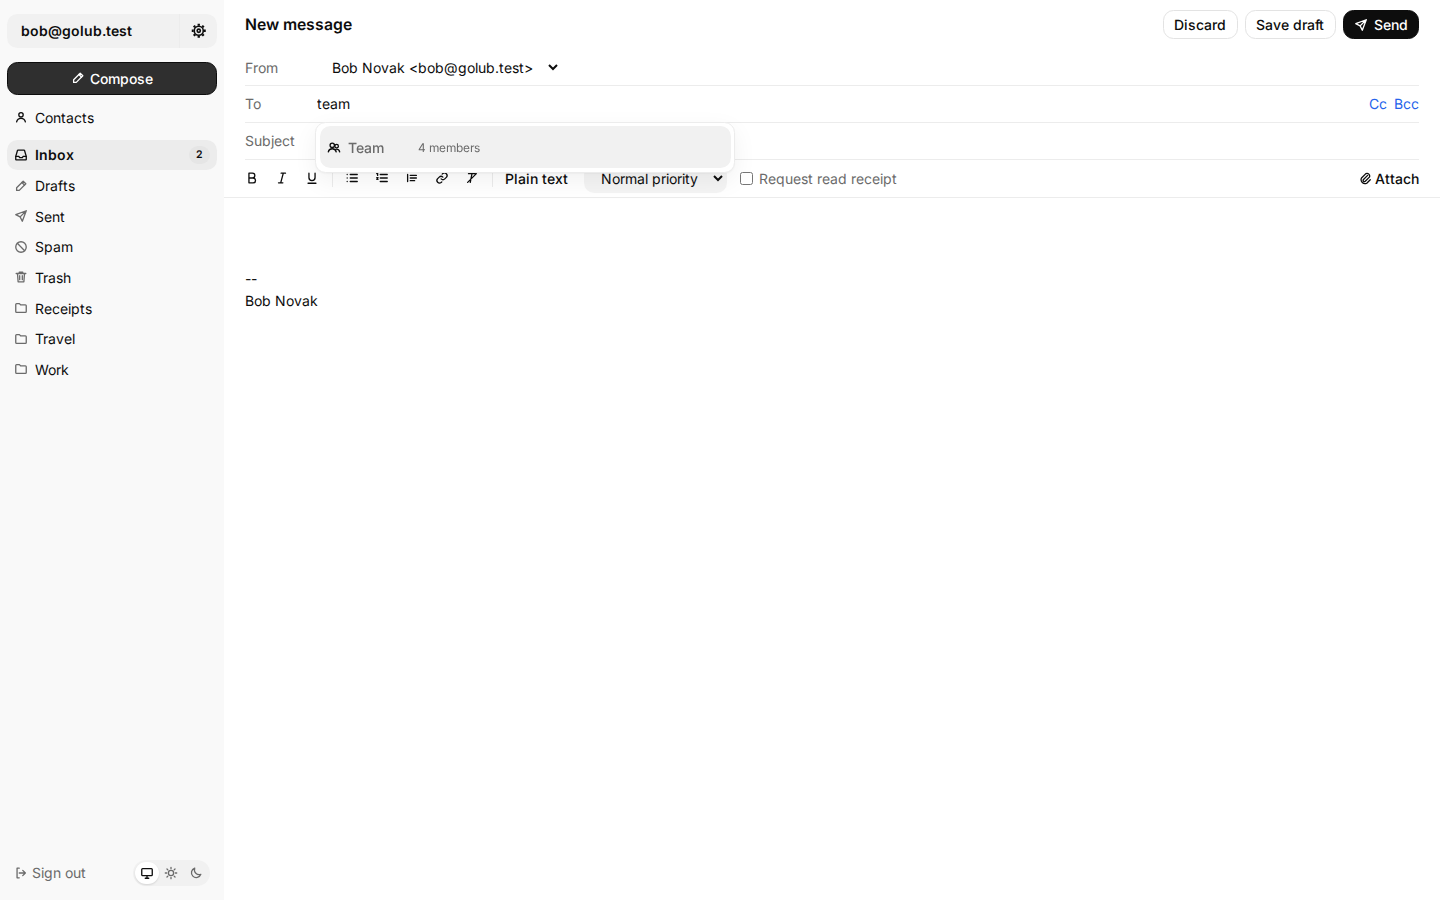 bob@golub.test
Compose
Contacts
Inbox 2
Drafts
Sent
Spam
Trash
Receipts
Travel
Work
Sign out
New message
Discard
Save draft
Send
From Bob Novak <bob@golub.test>
To team Cc Bcc
Subject
Team 4 members
B I U Plain text Normal priority Request read receipt Attach
--
Bob Novak